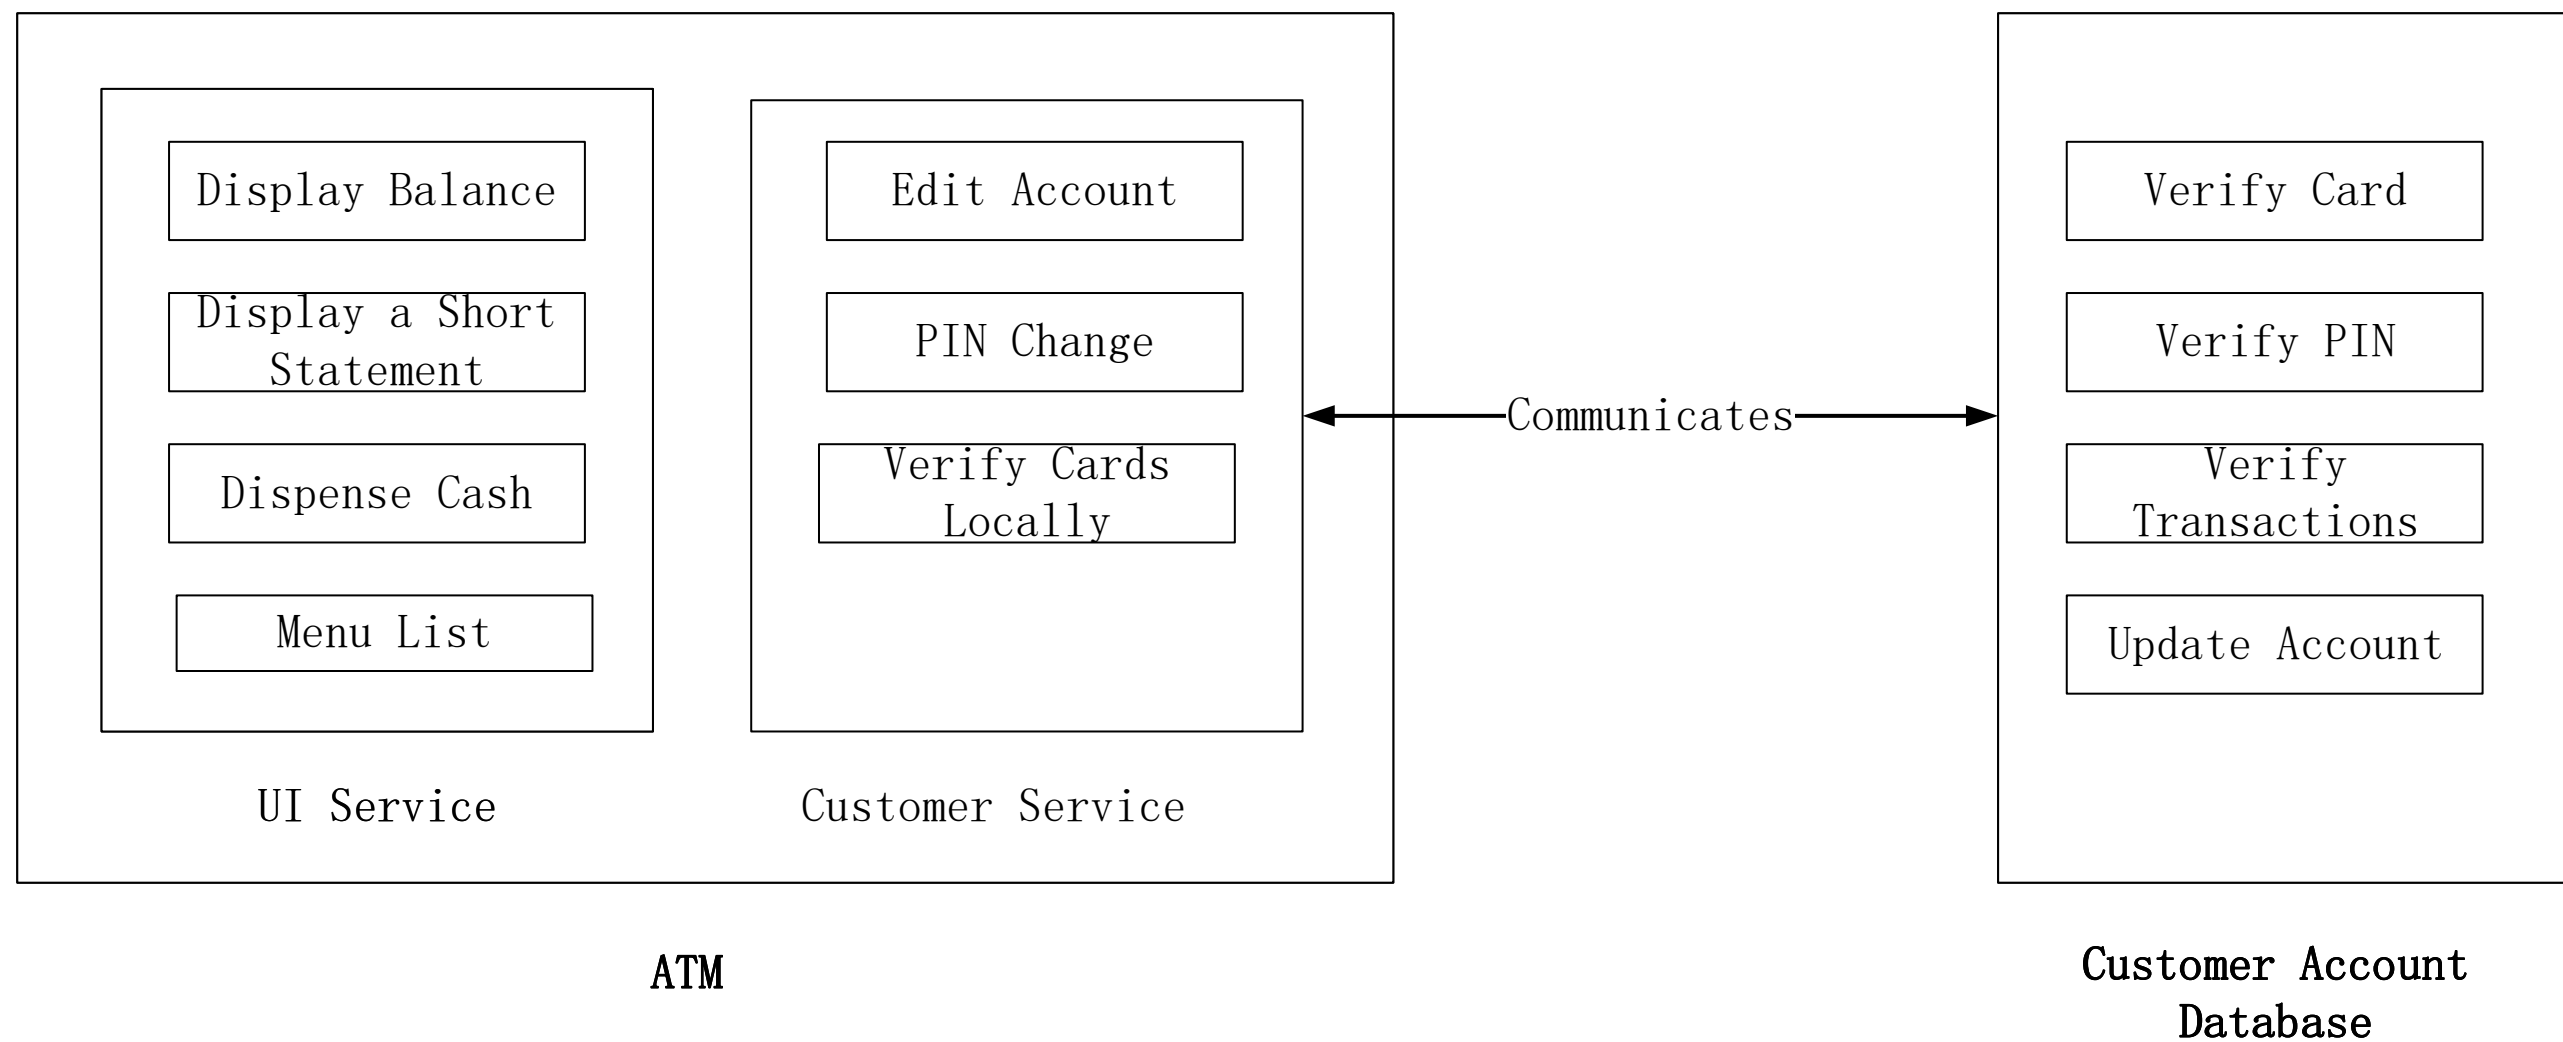 Display Balance
Display a Short
Statement
Dispense Cash
Menu List
UI Service
Edit Account
PIN Change
Verify Cards
Locally
Customer Service
ATM
Communicates
Verify Card
Verify PIN
Verify
Transactions
Update Account
Customer Account
Database